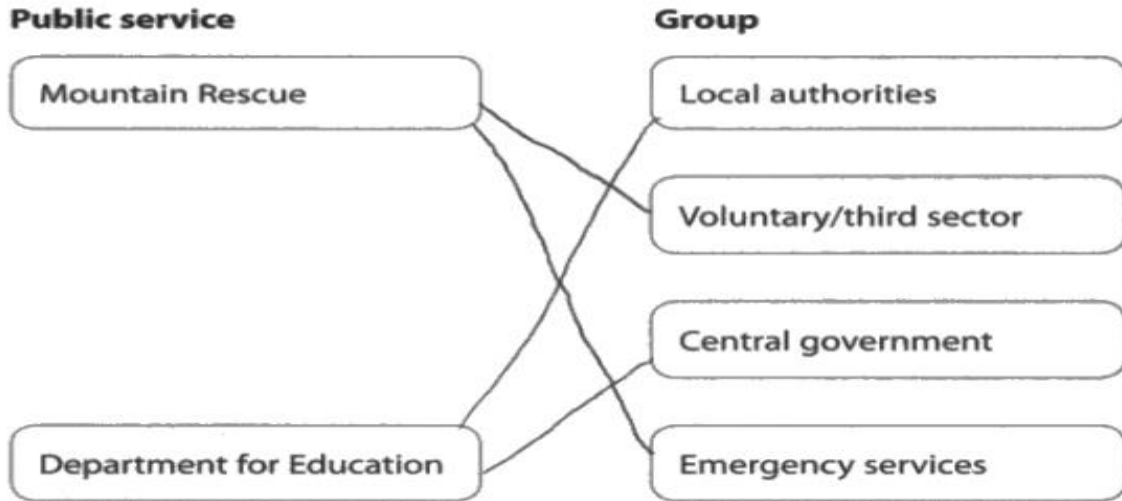 Public service
Group
Mountain Rescue
Local authorities
Voluntary/third sector
Central government
Department for Education
Emergency services